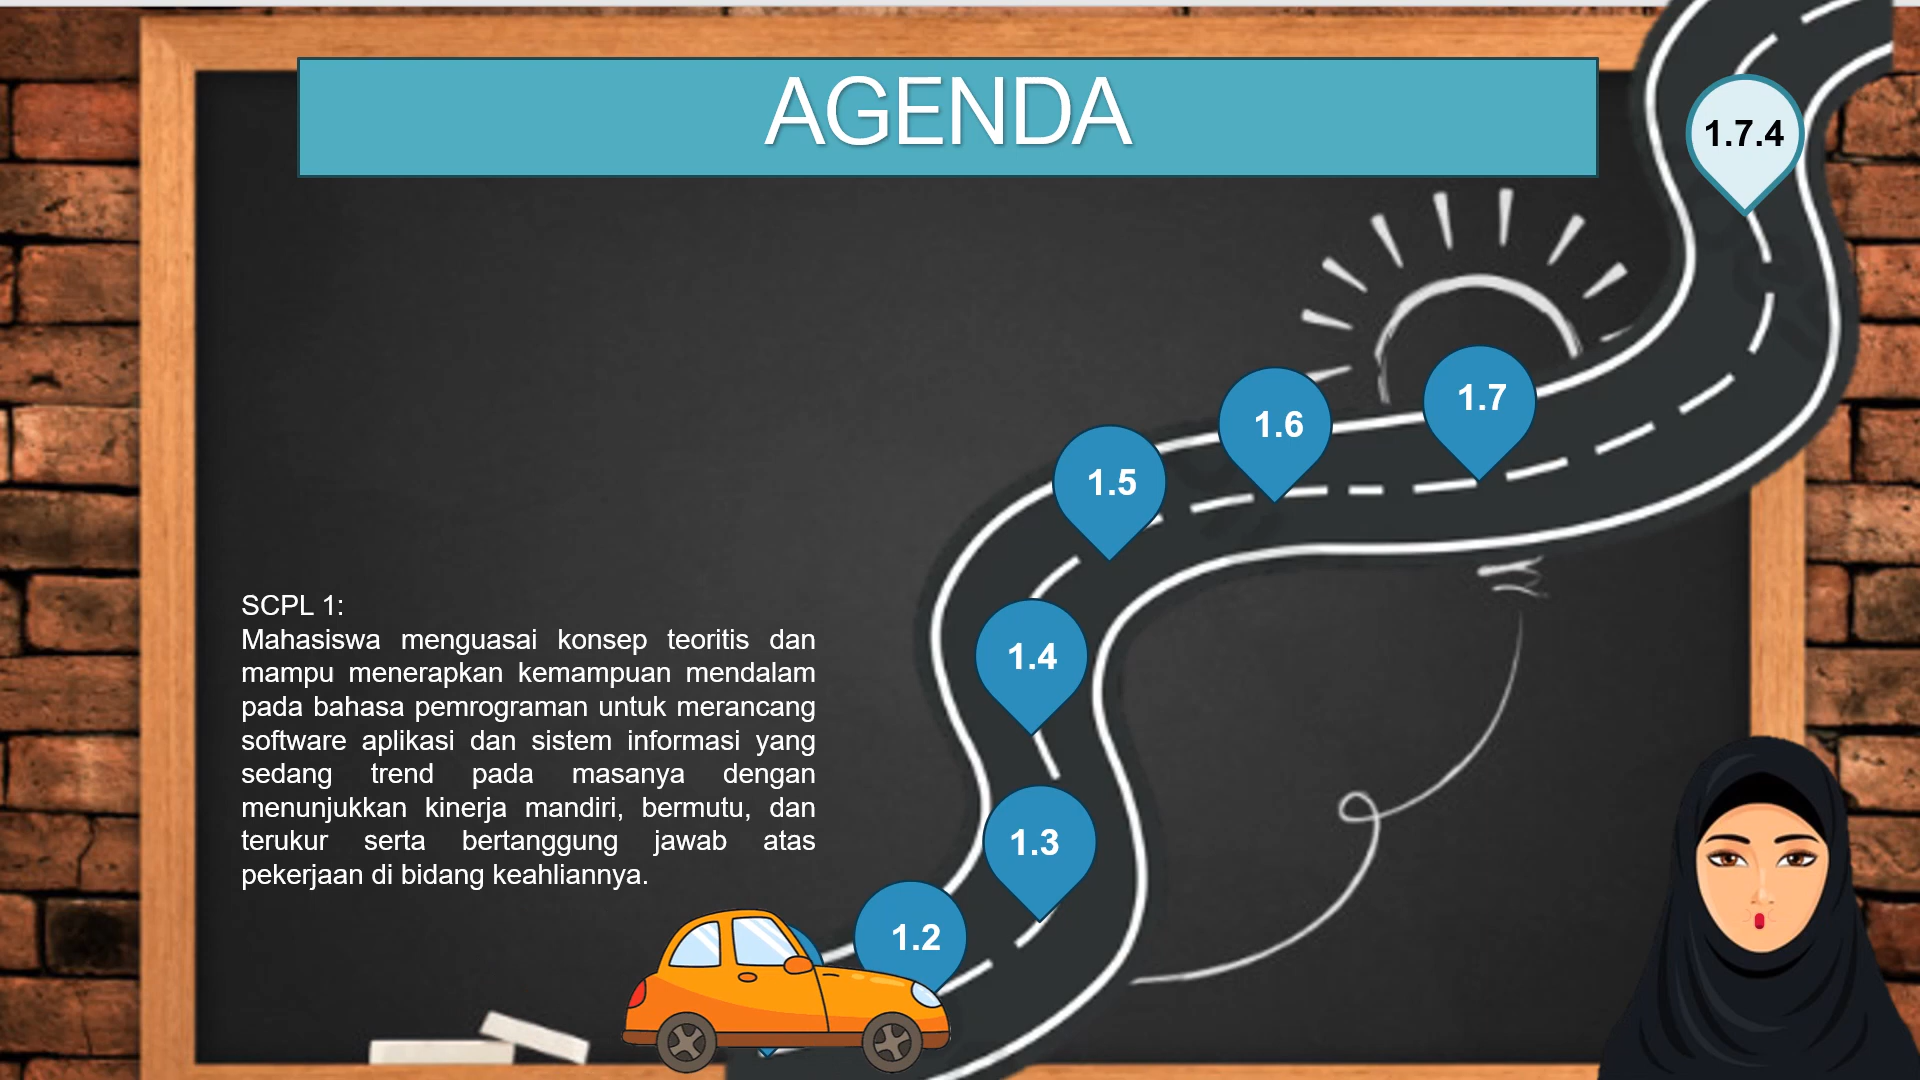 AGENDA
1.7.4
1.7
1.6
1.5
1.4
1.3
1.2
SCPL 1:
Mahasiswa menguasai konsep teoritis dan
mampu menerapkan kemampuan mendalam
pada bahasa pemrograman untuk merancang
software aplikasi dan sistem informasi yang
sedang trend pada masanya dengan
menunjukkan kinerja mandiri, bermutu, dan
terukur serta bertanggung jawab atas
pekerjaan di bidang keahliannya.